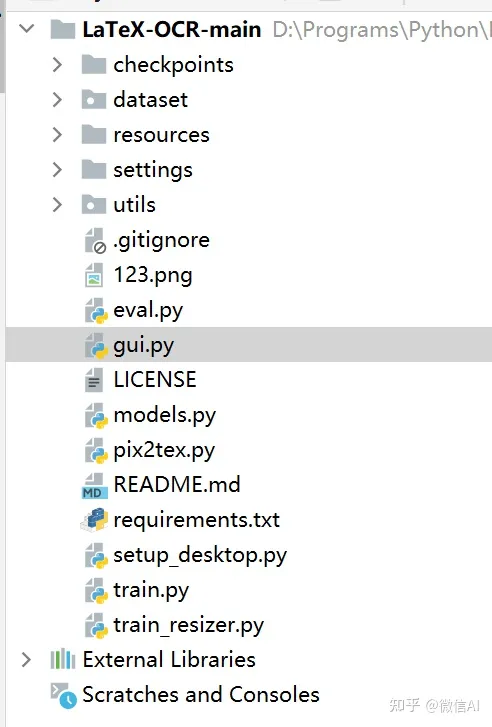 LaTeX-OCR-main D:\Programs\Python\
checkpoints
dataset
resources
settings
utils
.gitignore
123.png
eval.py
gui.py
LICENSE
models.py
pix2tex.py
MD README.md
requirements.txt
setup_desktop.py
train.py
train_resizer.py
External Libraries
Scratches and Consoles
知乎 @微信AI